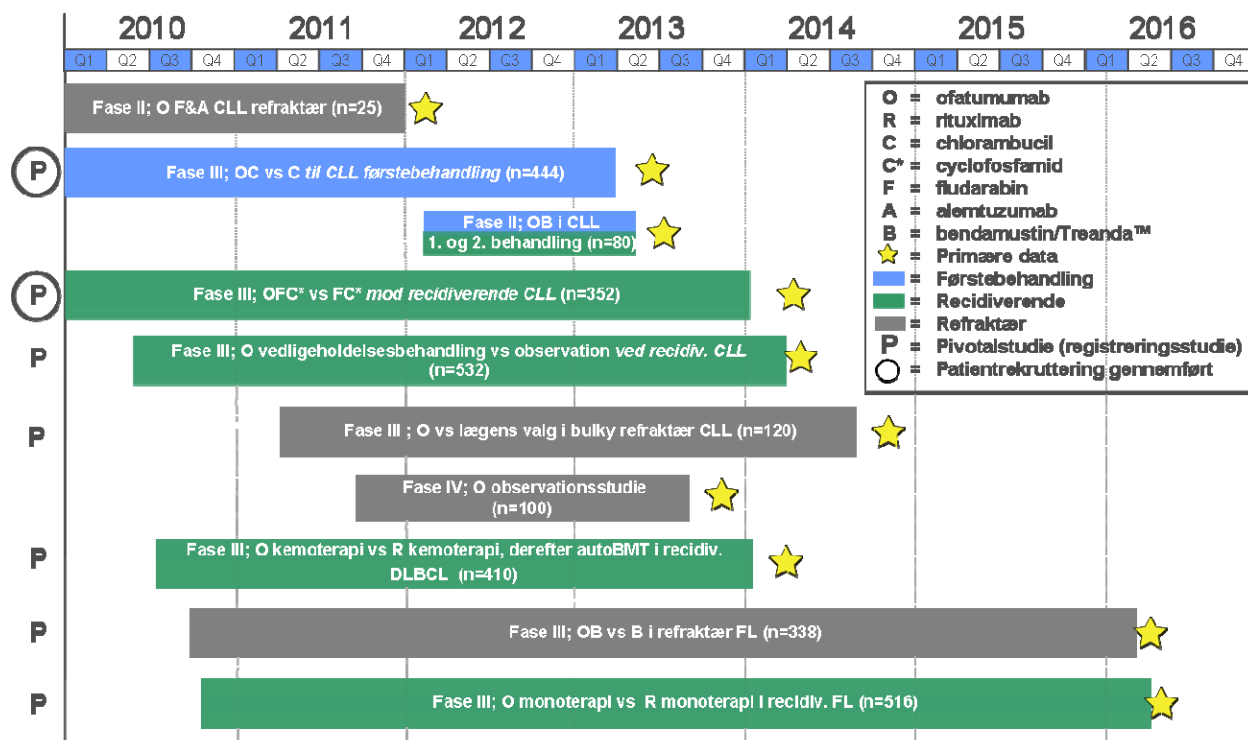 2010 2011 2012 2013 2014 2015 2016
Q1 Q2 Q3 Q4 Q1 Q2 Q3 Q4 Q1 Q2 Q3 Q4 Q1 Q2 Q3 Q4 Q1 Q2 Q3 Q4 Q1 Q2 Q3 Q4 Q1 Q2 Q3 Q4
Fase II; O F&A CLL refraktær (n=25)
P
Fase III; OC vs C til CLL førstebehandling (n=444)
Fase II; OB i CLL
1. og 2. behandling (n=80)
P
Fase III; OFC* vs FC* mod recidiverende CLL (n=352)
P
Fase III; O vedligeholdelsesbehandling vs observation ved recidiv. CLL
(n=532)
P
Fase III ; O vs lægens valg i bulky refraktær CLL (n=120)
Fase IV; O observationsstudie
(n=100)
P
Fase III; O kemoterapi vs R kemoterapi, derefter autoBMT i recidiv.
DLBCL (n=410)
P
Fase III; OB vs B i refraktær FL (n=338)
P
Fase III; O monoterapi vs R monoterapi i recidiv. FL (n=516)
O = ofatumumab
R = rituximab
C = chlorambucil
C* = cyclofosfamid
F = fludarabin
A = alemtuzumab
B = bendamustin/Treanda™
= Primære data
= Førstebehandling
= Recidiverende
= Refraktær
P = Pivotalstudie (registreringsstudie)
= Patientrekruttering gennemført